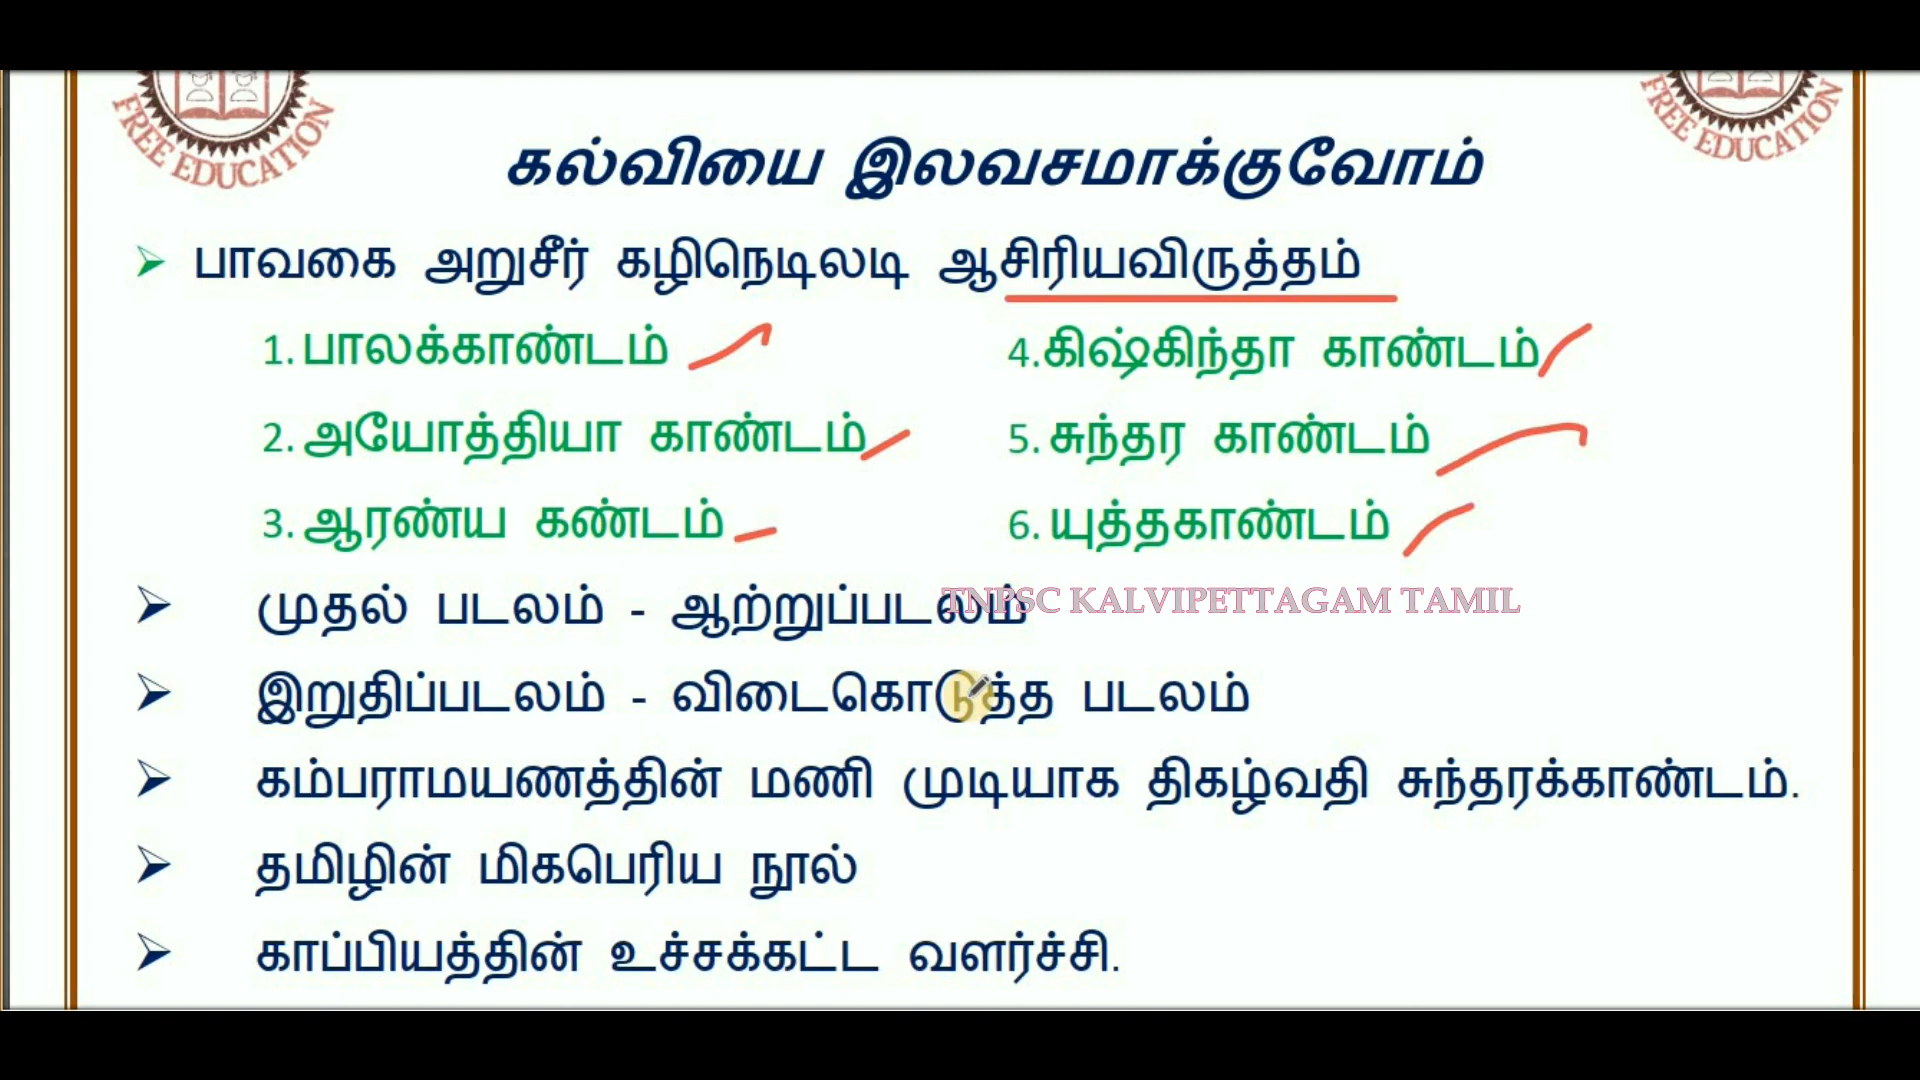 FREE EDUCATION
FREE EDUCATION
கல்வியை இலவசமாக்குவோம்
➢ பாவகை அறுசீர் கழிநெடிலடி ஆசிரியவிருத்தம்
1. பாலக்காண்டம்
4.கிஷ்கிந்தா காண்டம்
2. அயோத்தியா காண்டம்
5. சுந்தர காண்டம்
3. ஆரண்ய கண்டம்
6. யுத்தகாண்டம்
➢ முதல் படலம் - ஆற்றுப்படலம்
TNPSC KALVIPETTAGAM TAMIL
➢ இறுதிப்படலம் - விடைகொடுத்த படலம்
➢ கம்பராமயணத்தின் மணி முடியாக திகழ்வதி சுந்தரக்காண்டம்.
➢ தமிழின் மிகபெரிய நூல்
➢ காப்பியத்தின் உச்சக்கட்ட வளர்ச்சி.